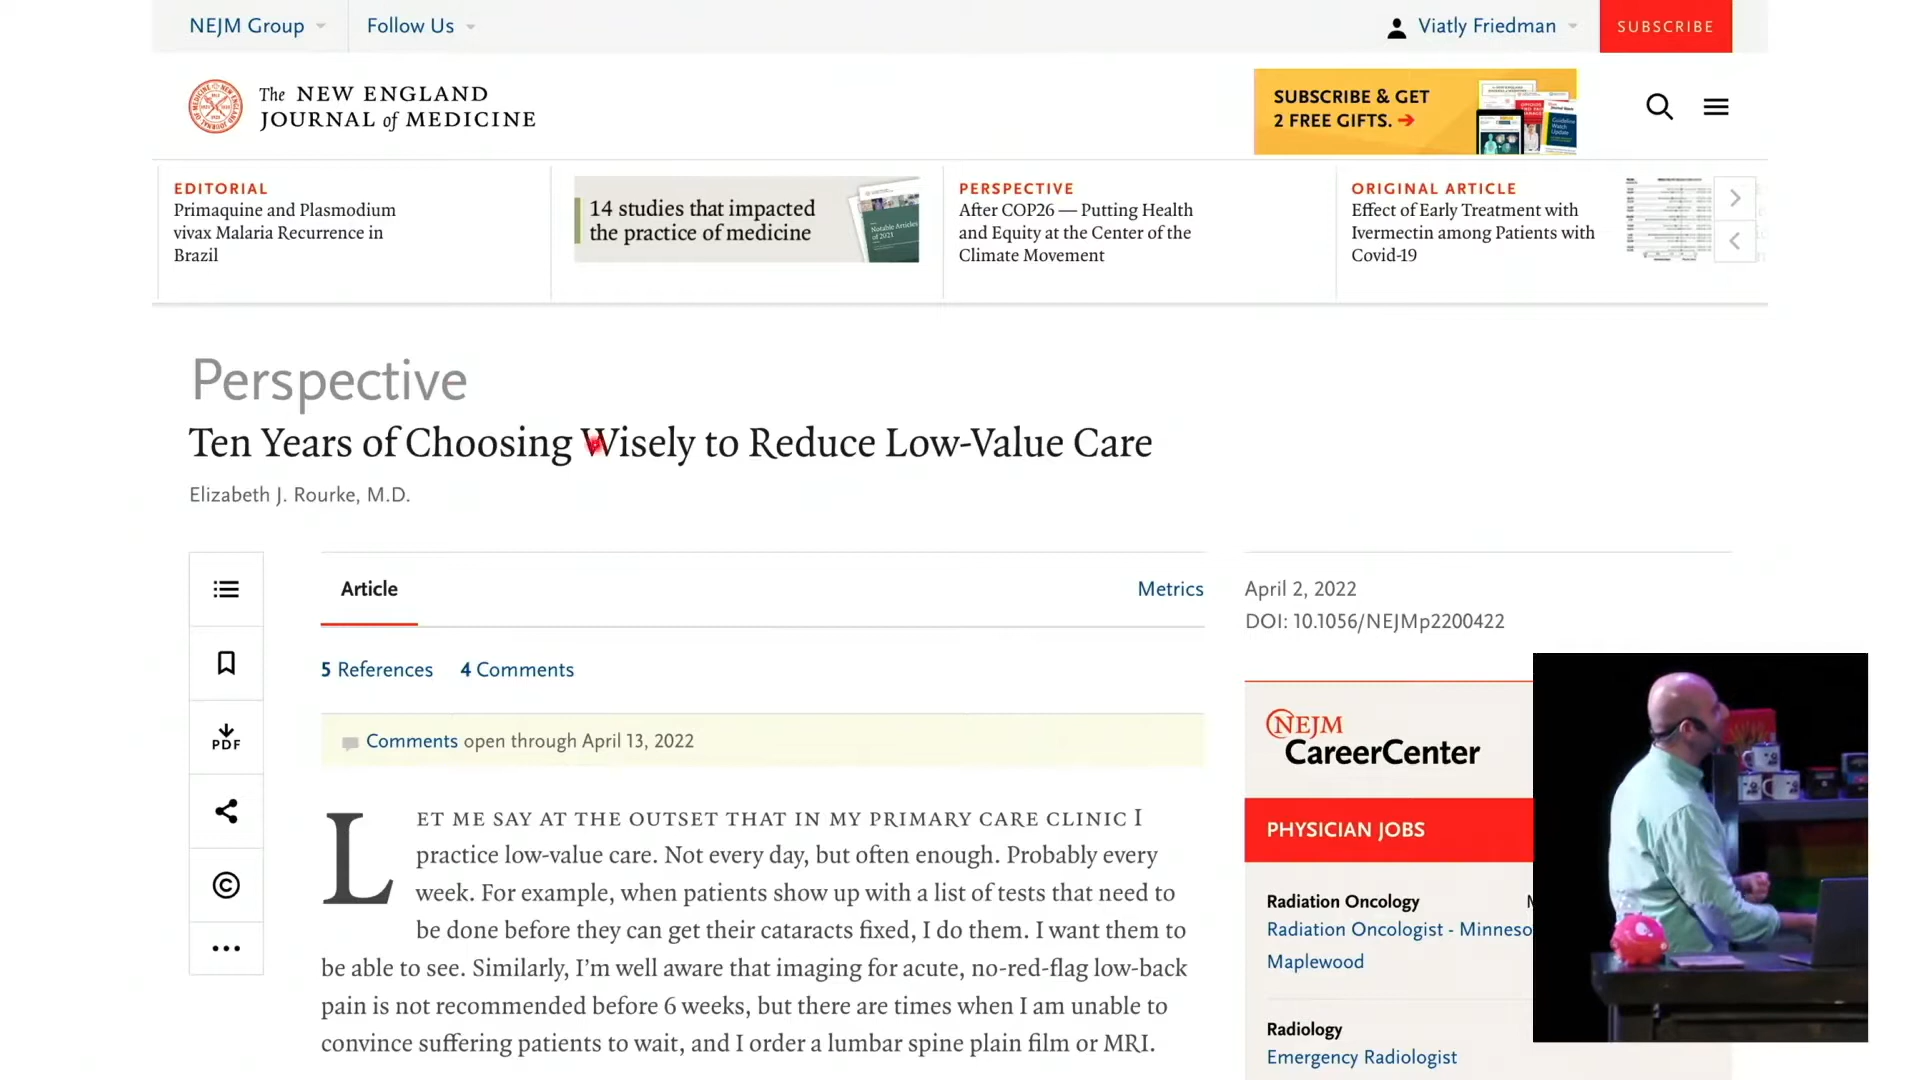 NEJM Group
Follow Us
Viatly Friedman
SUBSCRIBE
The NEW ENGLAND
JOURNAL of MEDICINE
SUBSCRIBE & GET
2 FREE GIFTS.
EDITORIAL
Primaquine and Plasmodium
vivax Malaria Recurrence in
Brazil
14 studies that impacted
the practice of medicine
Notable Articles
of 2021
PERSPECTIVE
After COP26 — Putting Health
and Equity at the Center of the
Climate Movement
ORIGINAL ARTICLE
Effect of Early Treatment with
Ivermectin among Patients with
Covid-19
Perspective
Ten Years of Choosing Wisely to Reduce Low-Value Care
Elizabeth J. Rourke, M.D.
Article
Metrics
April 2, 2022
DOI: 10.1056/NEJMp2200422
5 References 4 Comments
PDF
Comments open through April 13, 2022
LET ME SAY AT THE OUTSET THAT IN MY PRIMARY CARE CLINIC I
practice low-value care. Not every day, but often enough. Probably every
week. For example, when patients show up with a list of tests that need to
be done before they can get their cataracts fixed, I do them. I want them to
be able to see. Similarly, I'm well aware that imaging for acute, no-red-flag low-back
pain is not recommended before 6 weeks, but there are times when I am unable to
convince suffering patients to wait, and I order a lumbar spine plain film or MRI.
NEJM
CareerCenter
PHYSICIAN JOBS
Radiation Oncology
Radiation Oncologist - Minneso
Maplewood
Radiology
Emergency Radiologist